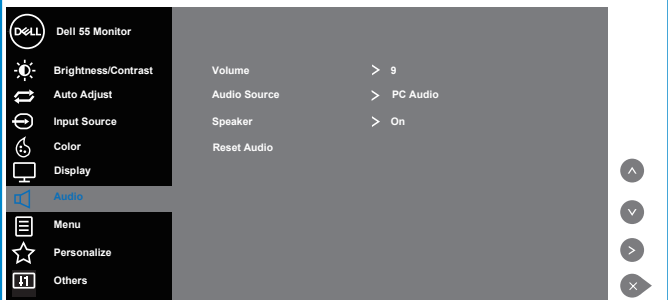 DELL
Dell 55 Monitor
Brightness/Contrast
Auto Adjust
Input Source
Color
Display
Audio
Menu
Personalize
Others
Volume > 9
Audio Source > PC Audio
Speaker > On
Reset Audio